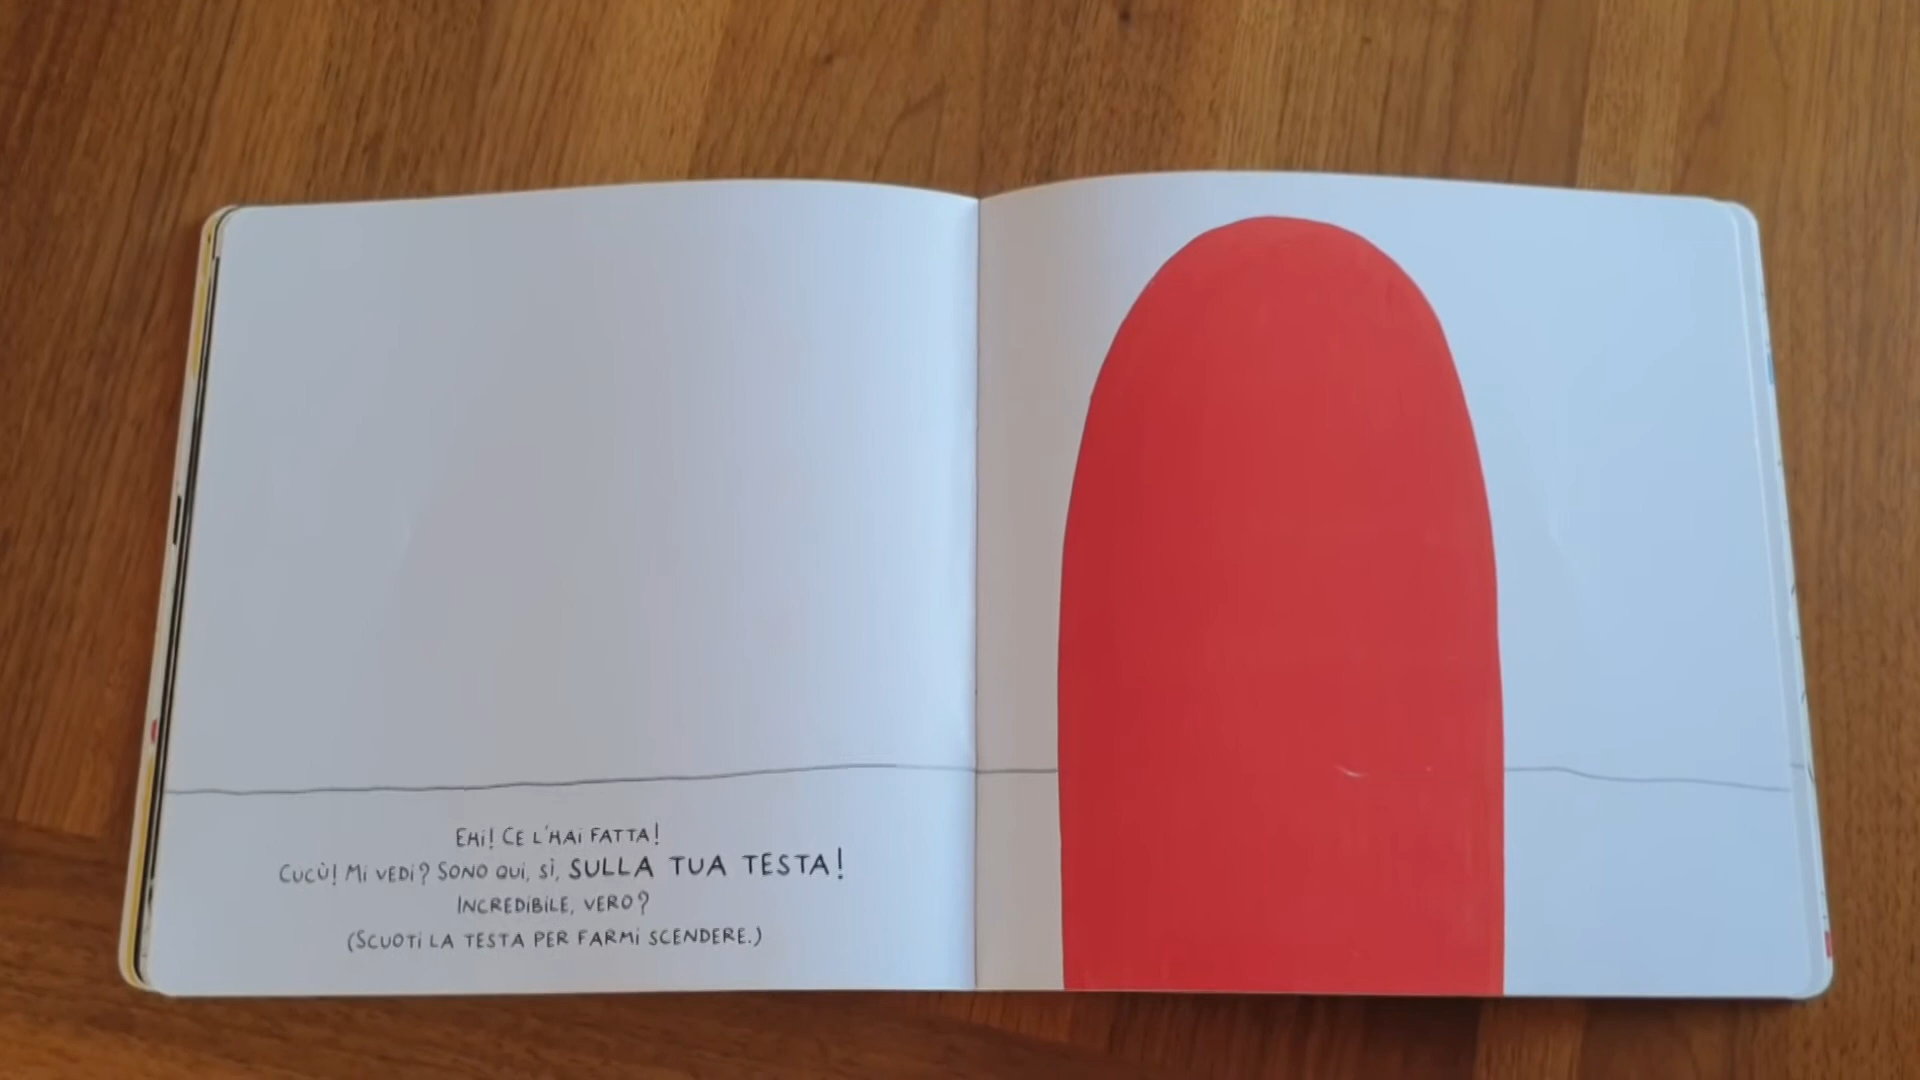 EHI! CE L'HAI FATTA!
CUCÙ! MI VEDI? SONO QUI, SÌ, SULLA TUA TESTA!
INCREDIBILE, VERO?
(SCUOTI LA TESTA PER FARMI SCENDERE.)